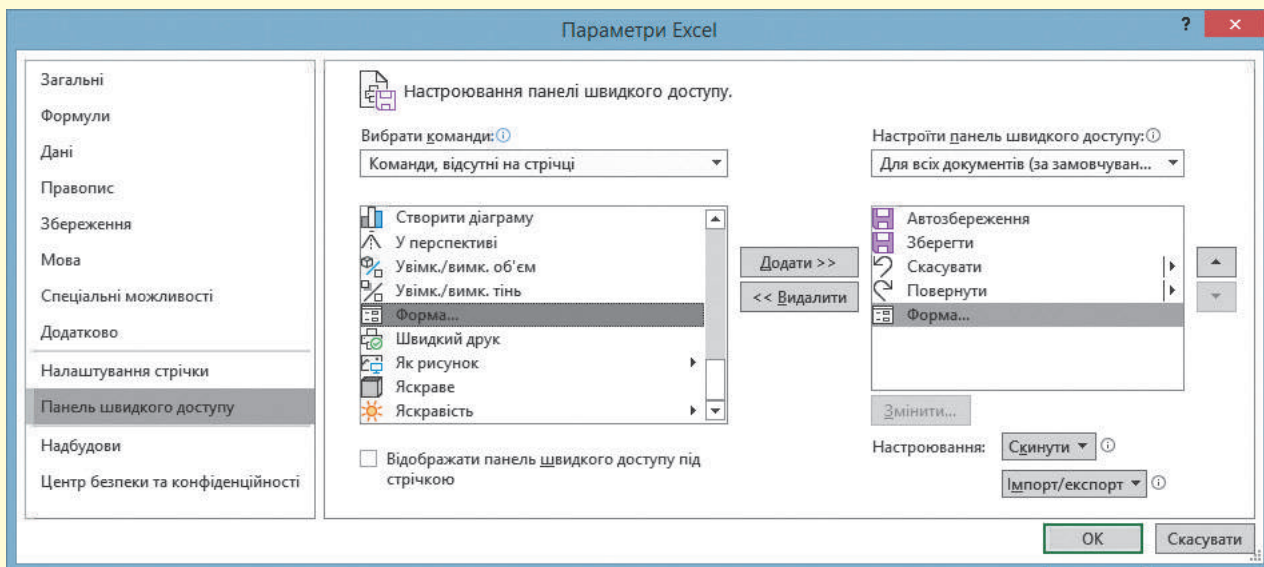 Параметри Excel
?
Загальні
Формули
Дані
Правопис
Збереження
Мова
Спеціальні можливості
Додатково
Налаштування стрічки
Панель швидкого доступу
Надбудови
Центр безпеки та конфіденційності
Настроювання панелі швидкого доступу.
Вибрати команди:
Команди, відсутні на стрічці
Створити діаграму
У перспективі
Увімк./вимк. об'єм
Увімк./вимк. тінь
Форма...
Швидкий друк
Як рисунок
Яскраве
Яскравість
Відображати панель швидкого доступу під
стрічкою
Додати >>
<< Видалити
Настроїти панель швидкого доступу:
Для всіх документів (за замовчуван...
Автозбереження
Зберегти
Скасувати
Повернути
Форма...
Змінити...
Настроювання:
Скинути
Імпорт/експорт
ОК
Скасувати